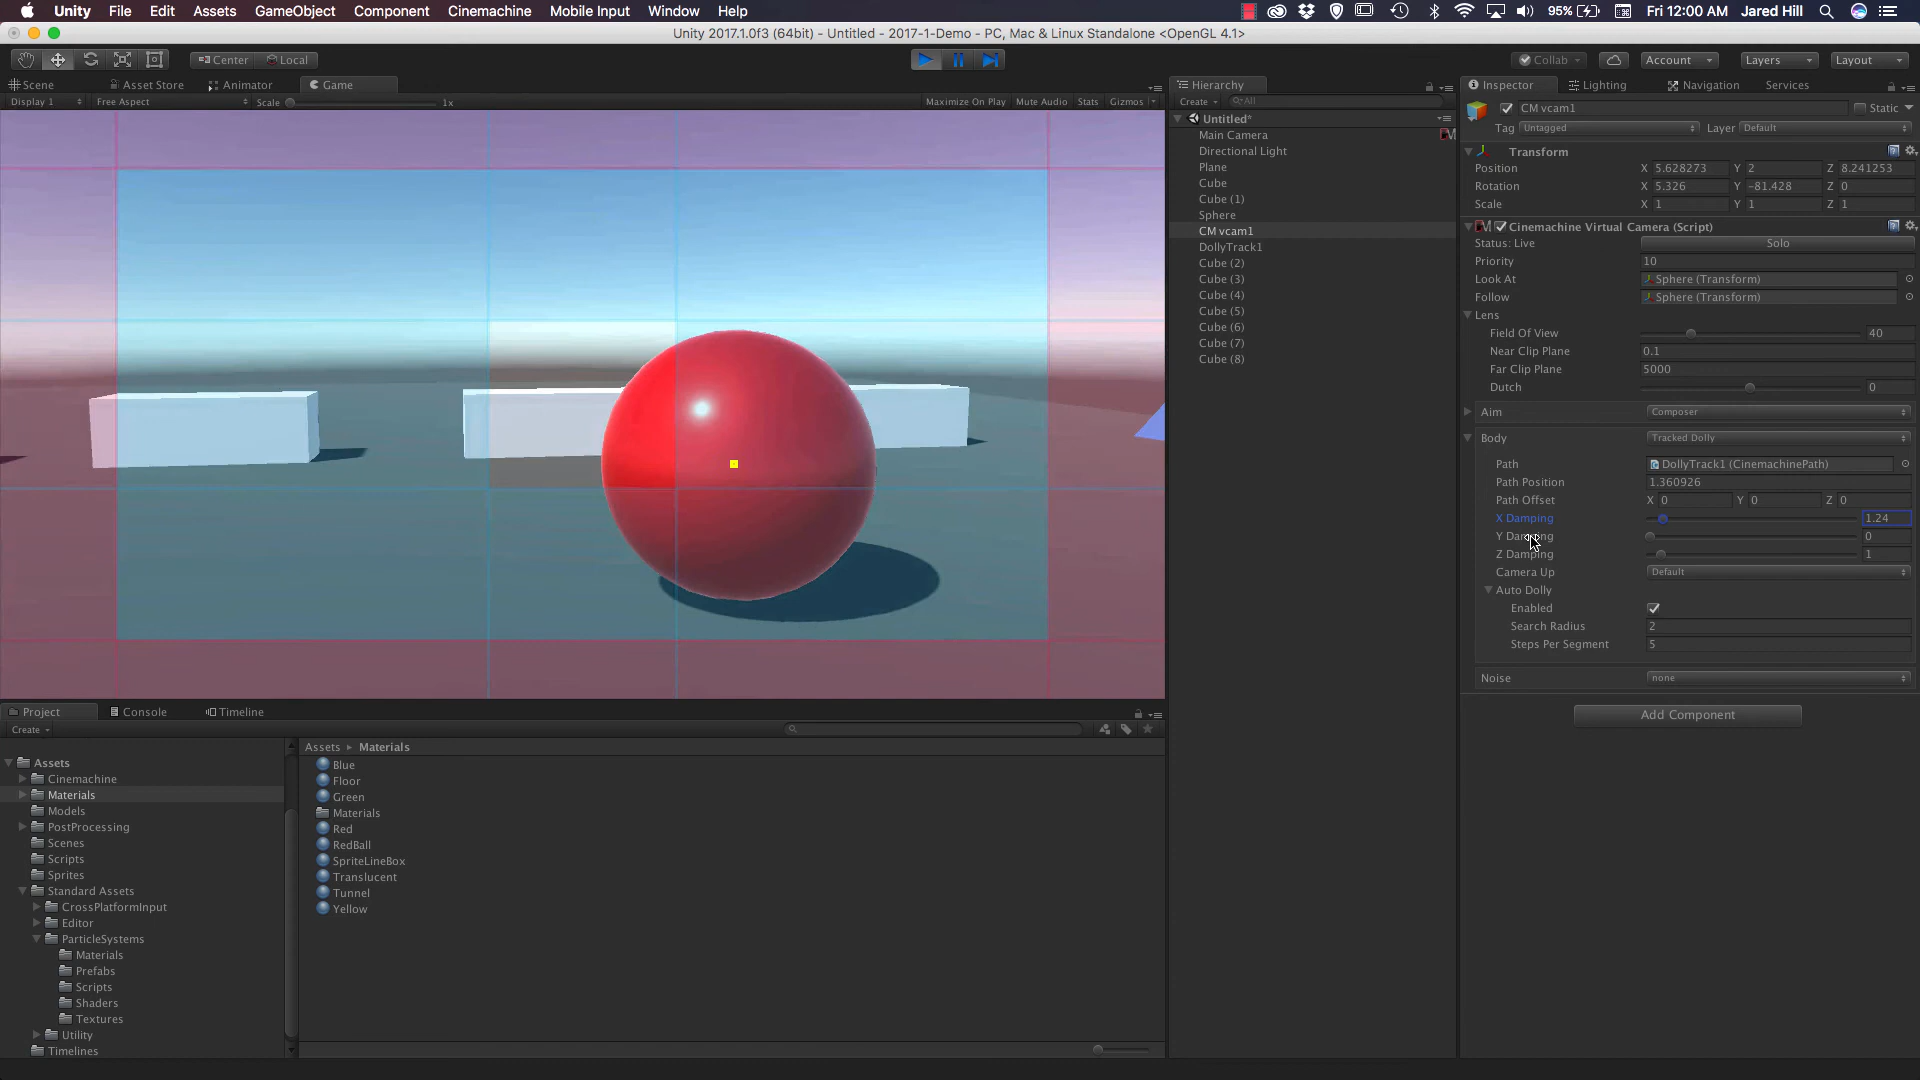 Unity File Edit Assets GameObject Component Cinemachine Mobile Input Window Help 95% Fri 12:00 AM Jared Hill
Unity 2017.1.0f3 (64bit) - Untitled - 2017-1-Demo - PC, Mac & Linux Standalone <OpenGL 4.1>
Center Local Collab Account Layers Layout
Scene Asset Store Animator Game
Display 1 Free Aspect Scale 1x Maximize On Play Mute Audio Stats Gizmos
Hierarchy
Create All
Untitled*
Main Camera
Directional Light
Plane
Cube
Cube (1)
Sphere
CM vcam1
DollyTrack1
Cube (2)
Cube (3)
Cube (4)
Cube (5)
Cube (6)
Cube (7)
Cube (8)
Inspector Lighting Navigation Services
CM vcam1 Static
Tag Untagged Layer Default
Transform
Position X 5.628273 Y 2 Z 8.241253
Rotation X 5.326 Y -81.428 Z 0
Scale X 1 Y 1 Z 1
Cinemachine Virtual Camera (Script)
Status: Live Solo
Priority 10
Look At Sphere (Transform)
Follow Sphere (Transform)
Lens
Field Of View 40
Near Clip Plane 0.1
Far Clip Plane 5000
Dutch 0
Aim Composer
Body Tracked Dolly
Path DollyTrack1 (CinemachinePath)
Path Position 1.360926
Path Offset X 0 Y 0 Z 0
X Damping 1.24
Y Damping 0
Z Damping 1
Camera Up Default
Auto Dolly
Enabled
Search Radius 2
Steps Per Segment 5
Noise none
Add Component
Project Console Timeline
Create
Assets
Cinemachine
Materials
Models
PostProcessing
Scenes
Scripts
Sprites
Standard Assets
CrossPlatformInput
Editor
ParticleSystems
Materials
Prefabs
Scripts
Shaders
Textures
Utility
Timelines
Assets Materials
Blue
Floor
Green
Materials
Red
RedBall
SpriteLineBox
Translucent
Tunnel
Yellow